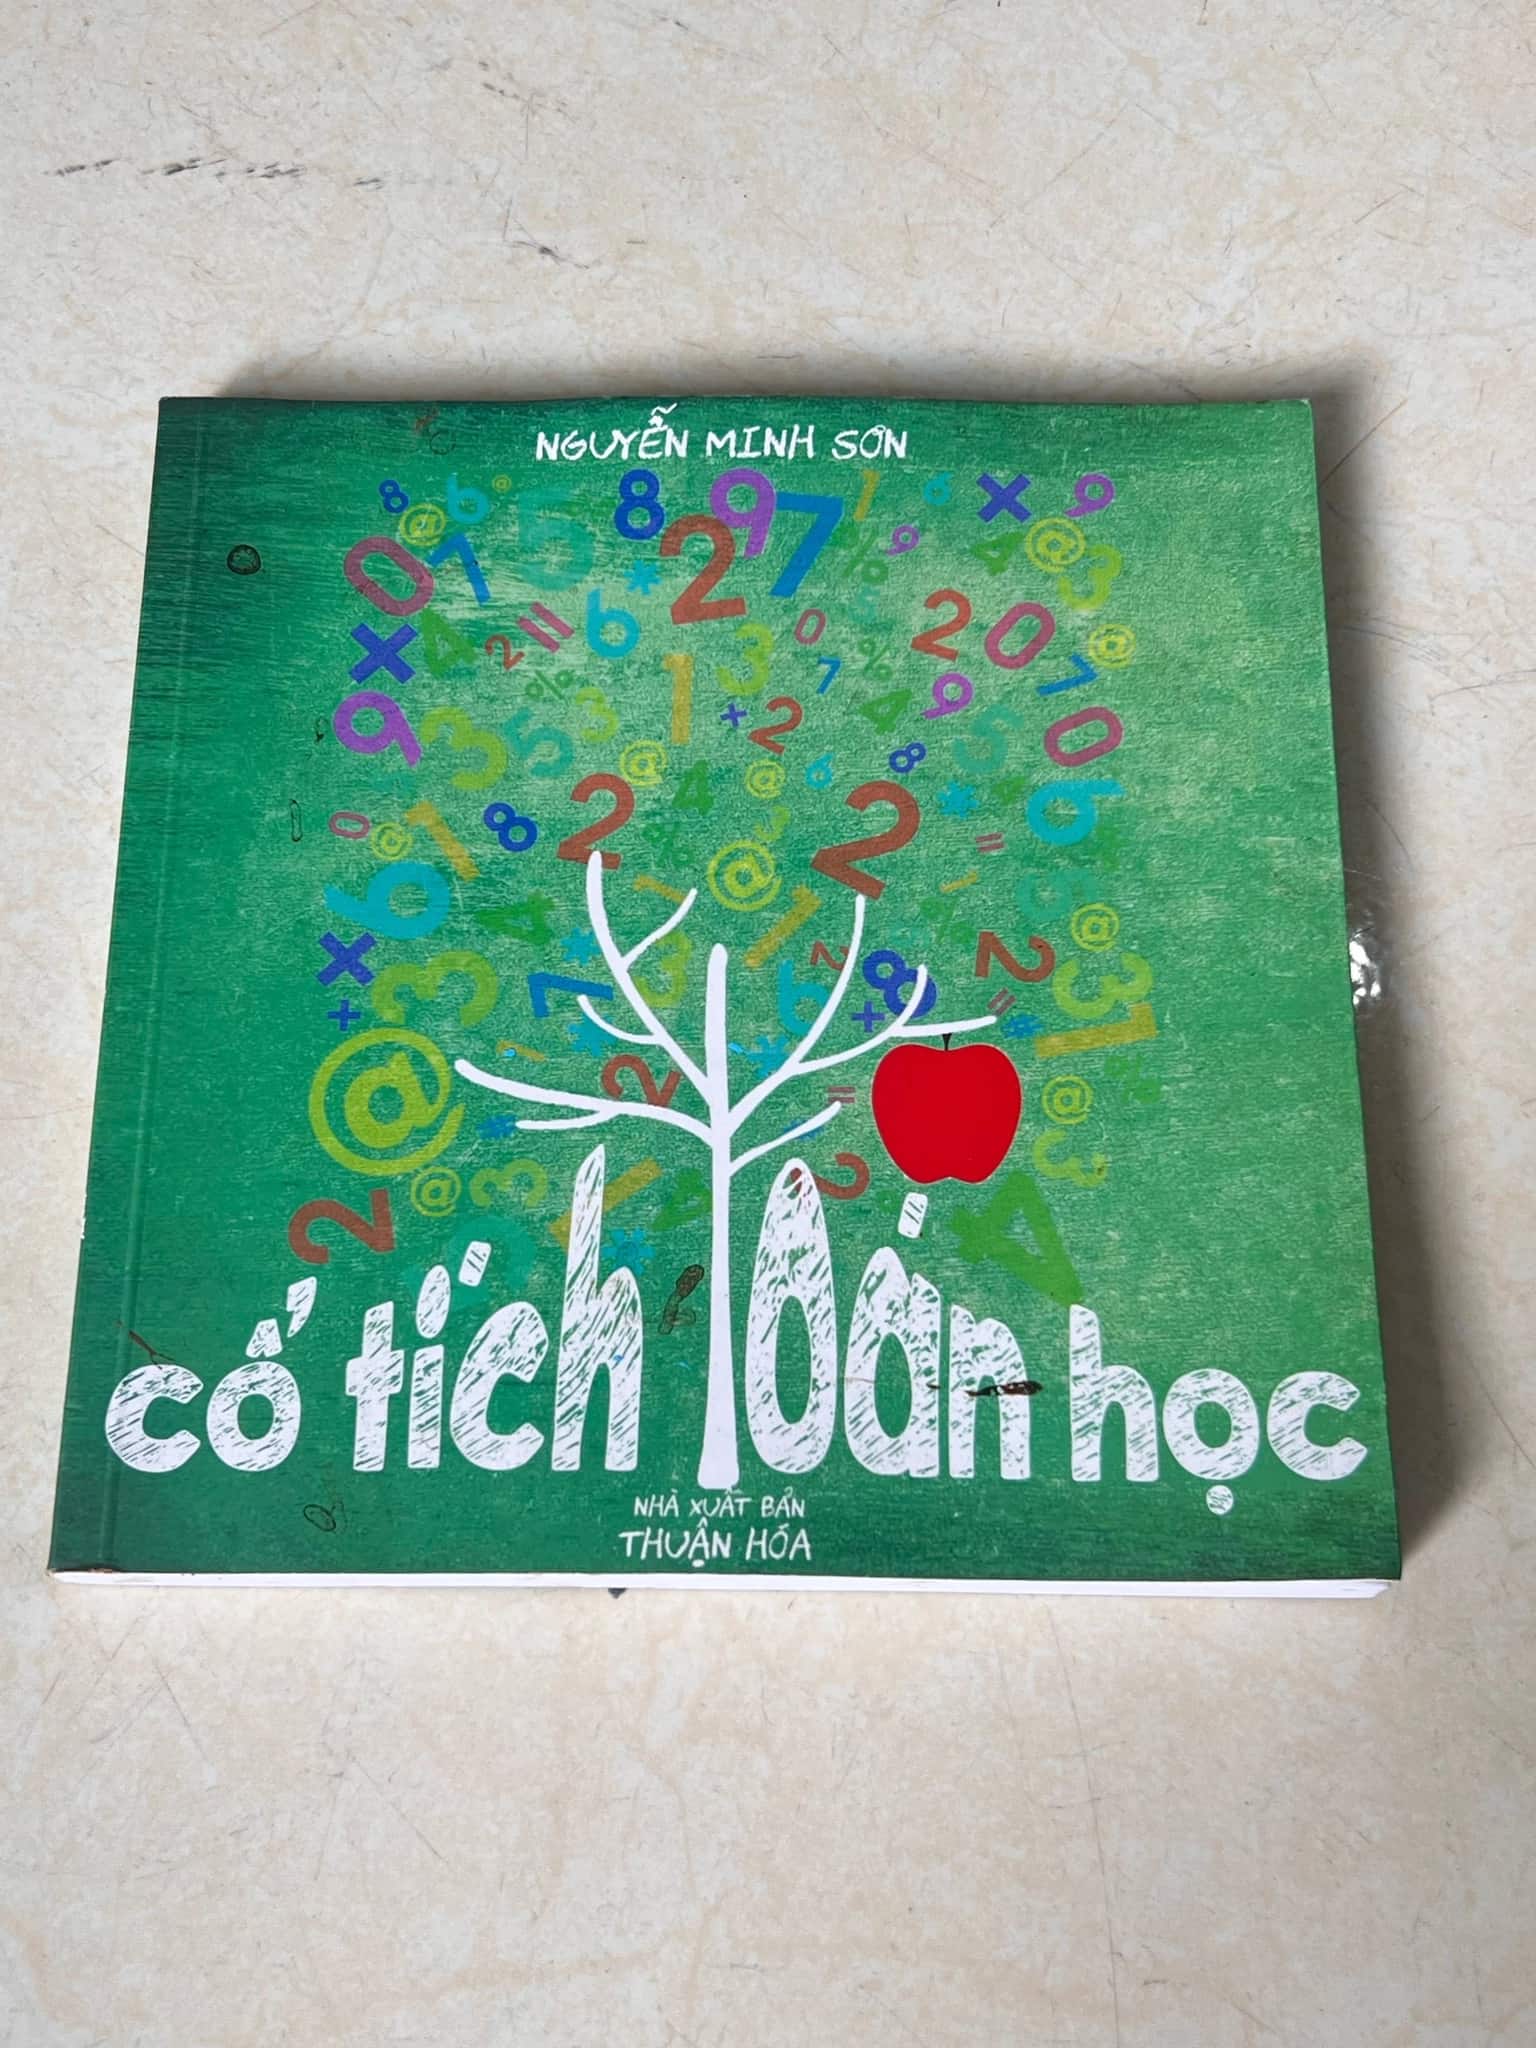 NGUYỄN MINH SƠN
cổ tích toán học
NHÀ XUẤT BẢN
THUẬN HÓA